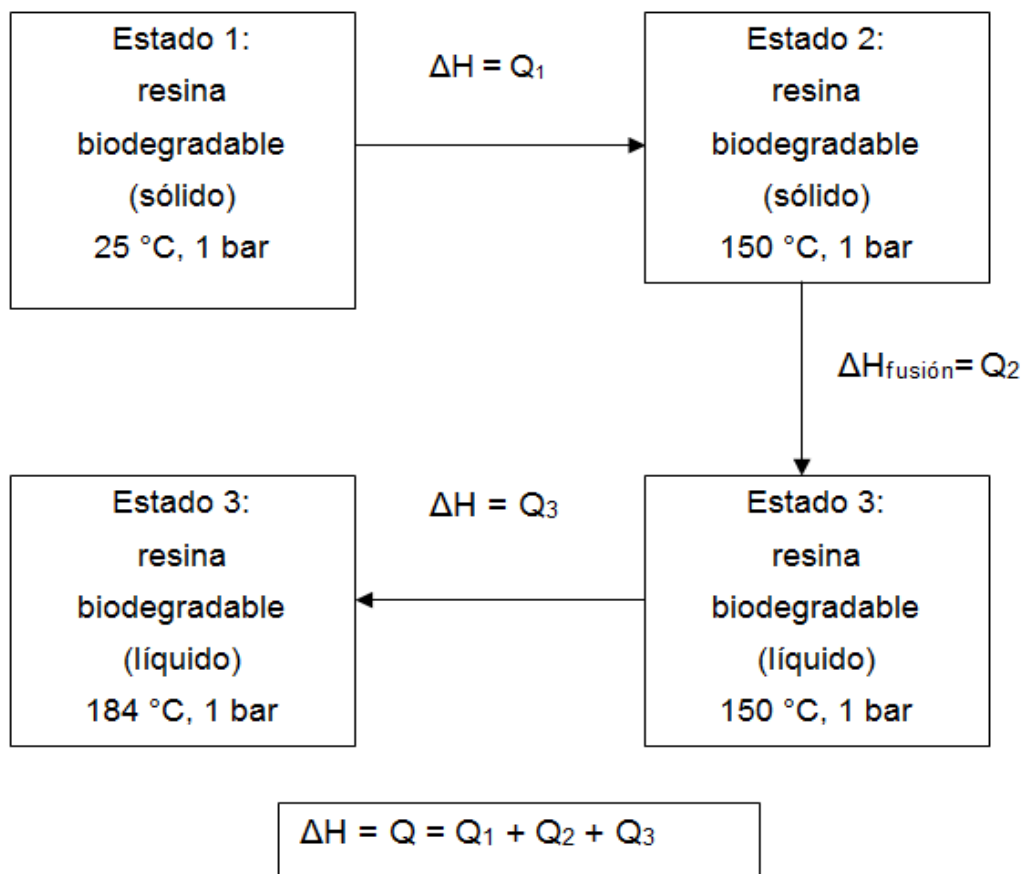 Estado 1:
resina
biodegradable
(sólido)
25 °C, 1 bar
ΔH = Q₁
Estado 2:
resina
biodegradable
(sólido)
150 °C, 1 bar
ΔHfusión= Q₂
Estado 3:
resina
biodegradable
(líquido)
184 °C, 1 bar
ΔH = Q₃
Estado 3:
resina
biodegradable
(líquido)
150 °C, 1 bar
ΔH = Q = Q₁ + Q₂ + Q₃